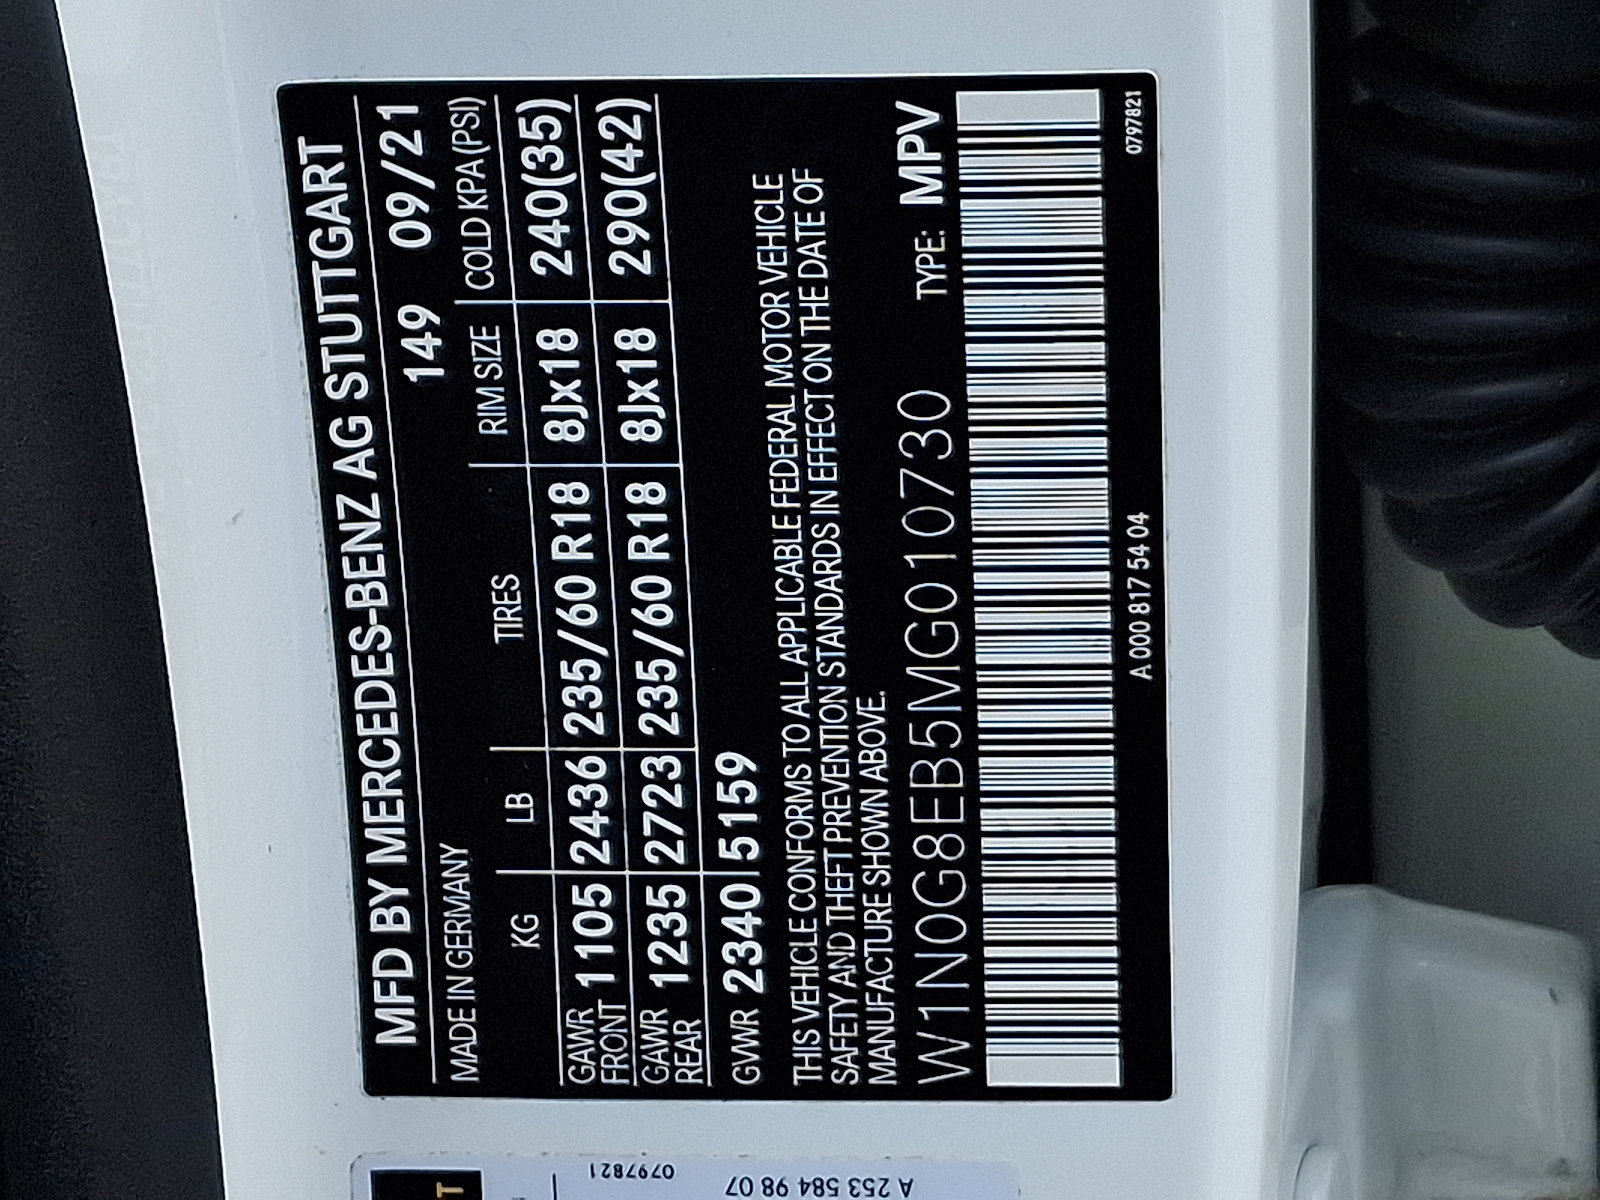 MFD BY MERCEDES-BENZ AG STUTTGART
149 09/21
MADE IN GERMANY
KG LB TIRES RIM SIZE COLD KPA(PSI)
GAWR FRONT 1105 2436 235/60 R18 8Jx18 240(35)
GAWR REAR 1235 2723 235/60 R18 8Jx18 290(42)
GVWR 2340 5159
THIS VEHICLE CONFORMS TO ALL APPLICABLE FEDERAL MOTOR VEHICLE
SAFETY AND THEFT PREVENTION STANDARDS IN EFFECT ON THE DATE OF
MANUFACTURE SHOWN ABOVE.
W1N0G8EB5MG010730 TYPE: MPV
A 000 817 54 04 0797821
0797821
A 253 584 98 07